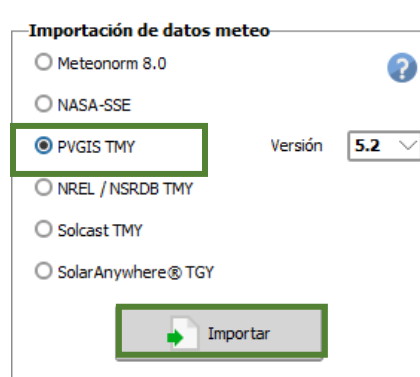 Importación de datos meteo
Meteonorm 8.0
?
NASA-SSE
PVGIS TMY Versión 5.2
NREL / NSRDB TMY
Solcast TMY
SolarAnywhere® TGY
Importar